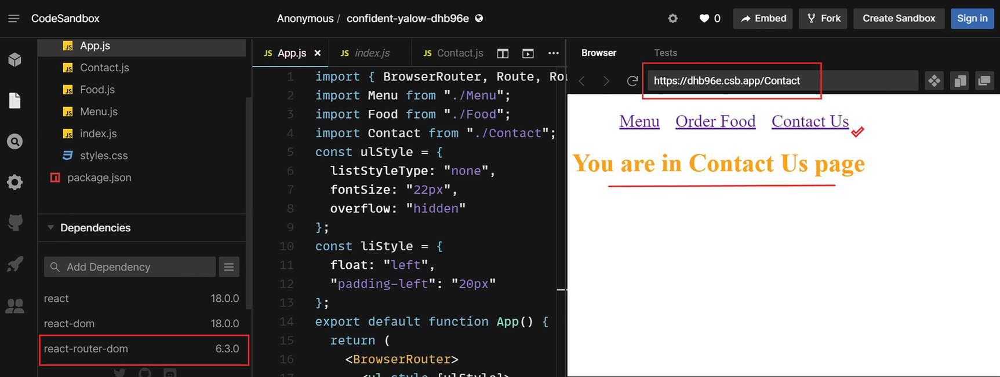 CodeSandbox
Anonymous / confident-yalow-dhb96e
0
Embed
Fork
Create Sandbox
Sign in
JS App.js
JS Contact.js
JS Food.js
JS Menu.js
JS index.js
styles.css
package.json
Dependencies
Add Dependency
react 18.0.0
react-dom 18.0.0
react-router-dom 6.3.0
JS App.js
JS index.js
JS Contact.js
1 import { BrowserRouter, Route, Ro
2 import Menu from "./Menu";
3 import Food from "./Food";
4 import Contact from "./Contact";
5 const ulStyle = {
6 listStyleType: "none",
7 fontSize: "22px",
8 overflow: "hidden"
9 };
10 const liStyle = {
11 float: "left",
12 "padding-left": "20px"
13 };
14 export default function App() {
15 return (
16 <BrowserRouter>
17 <ul style={ulStyle}>
Browser
Tests
https://dhb96e.csb.app/Contact
Menu Order Food Contact Us
You are in Contact Us page